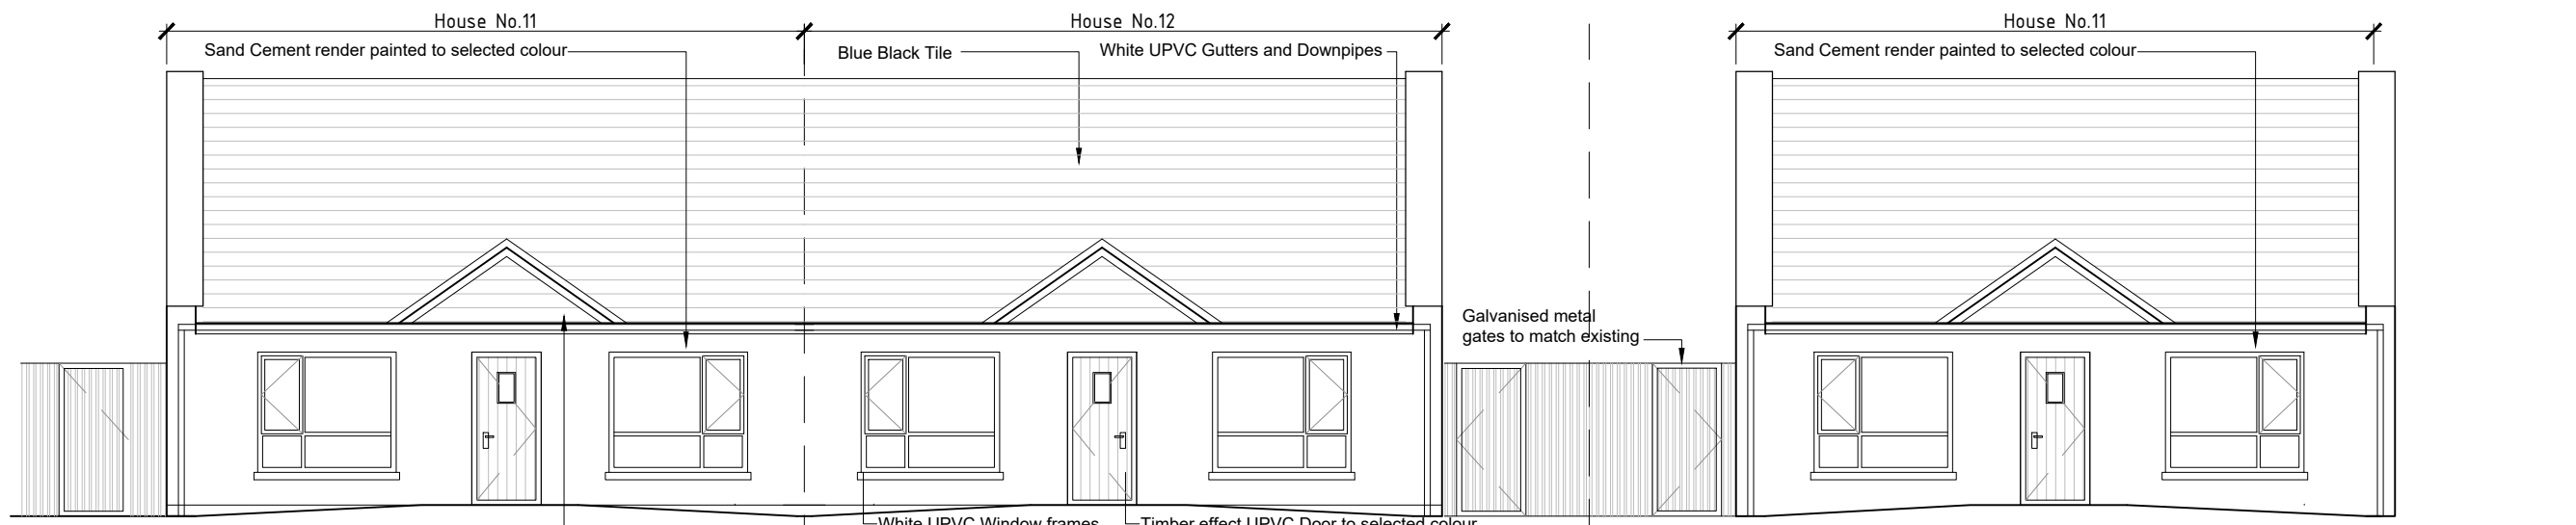 House No.11
House No.12
House No.11
Sand Cement render painted to selected colour
Blue Black Tile
White UPVC Gutters and Downpipes
Sand Cement render painted to selected colour
Galvanised metal
gates to match existing
White UPVC Window frames
Timber effect UPVC Door to selected colour